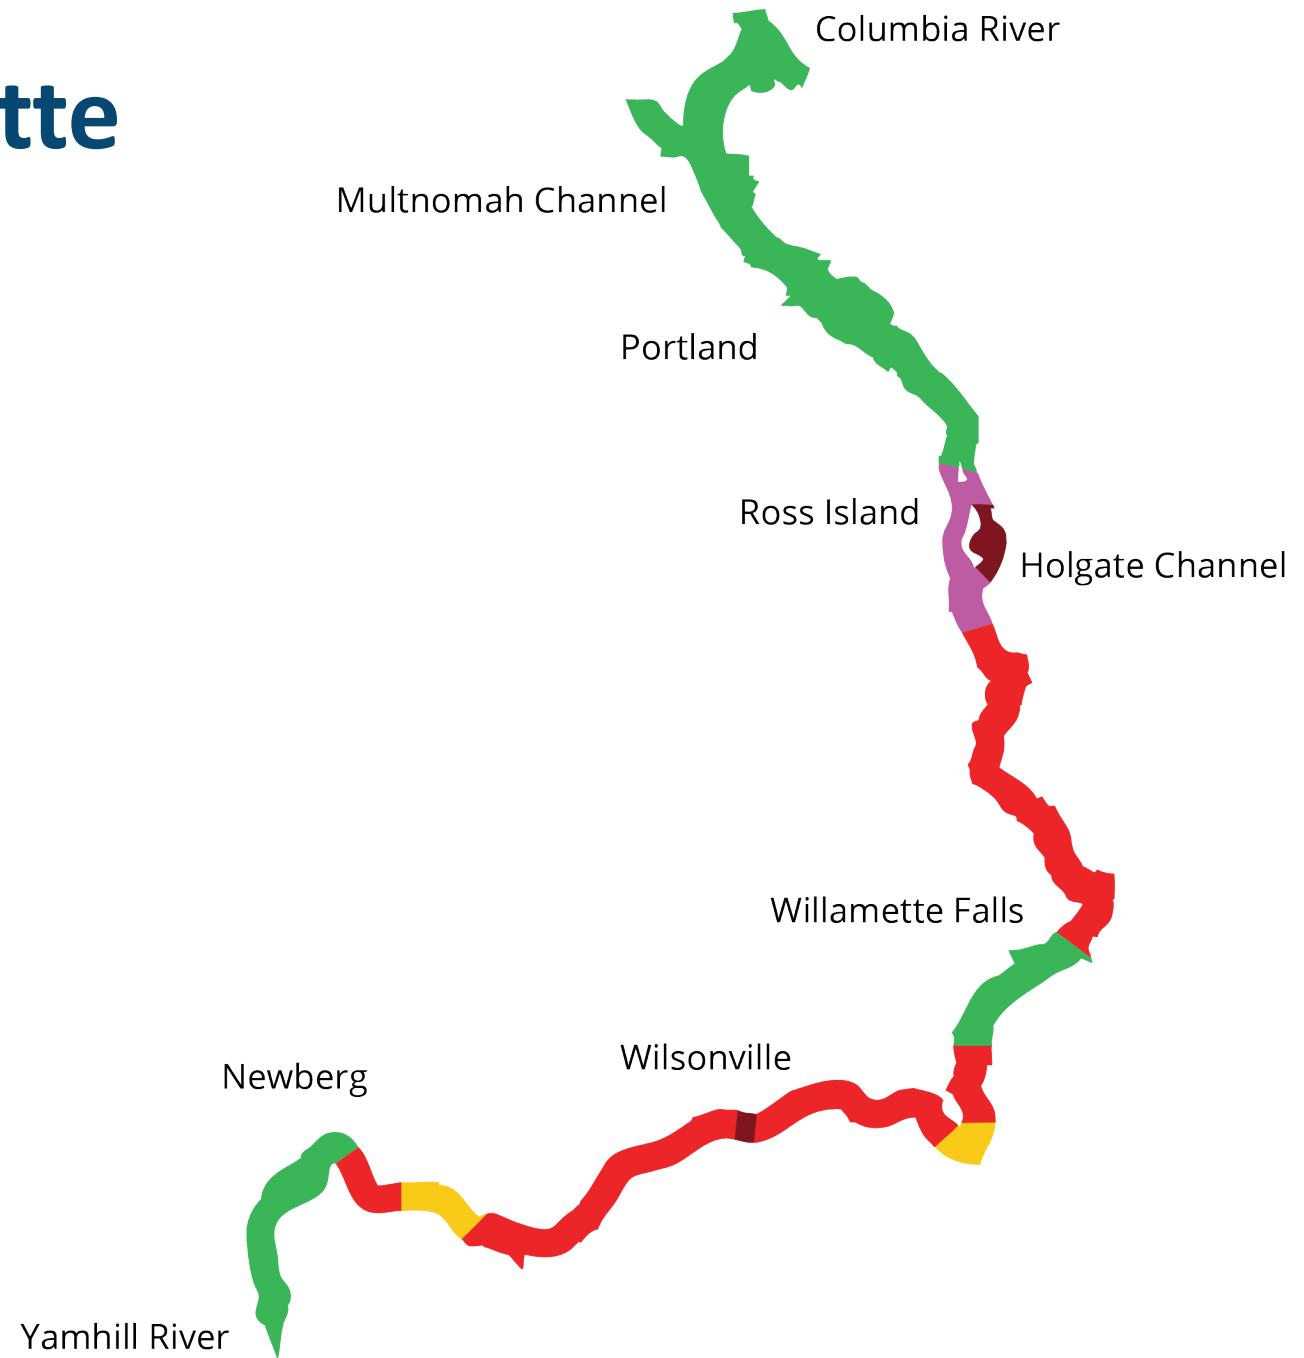 Columbia River
tte
Multnomah Channel
Portland
Ross Island
Holgate Channel
Willamette Falls
Wilsonville
Newberg
Yamhill River